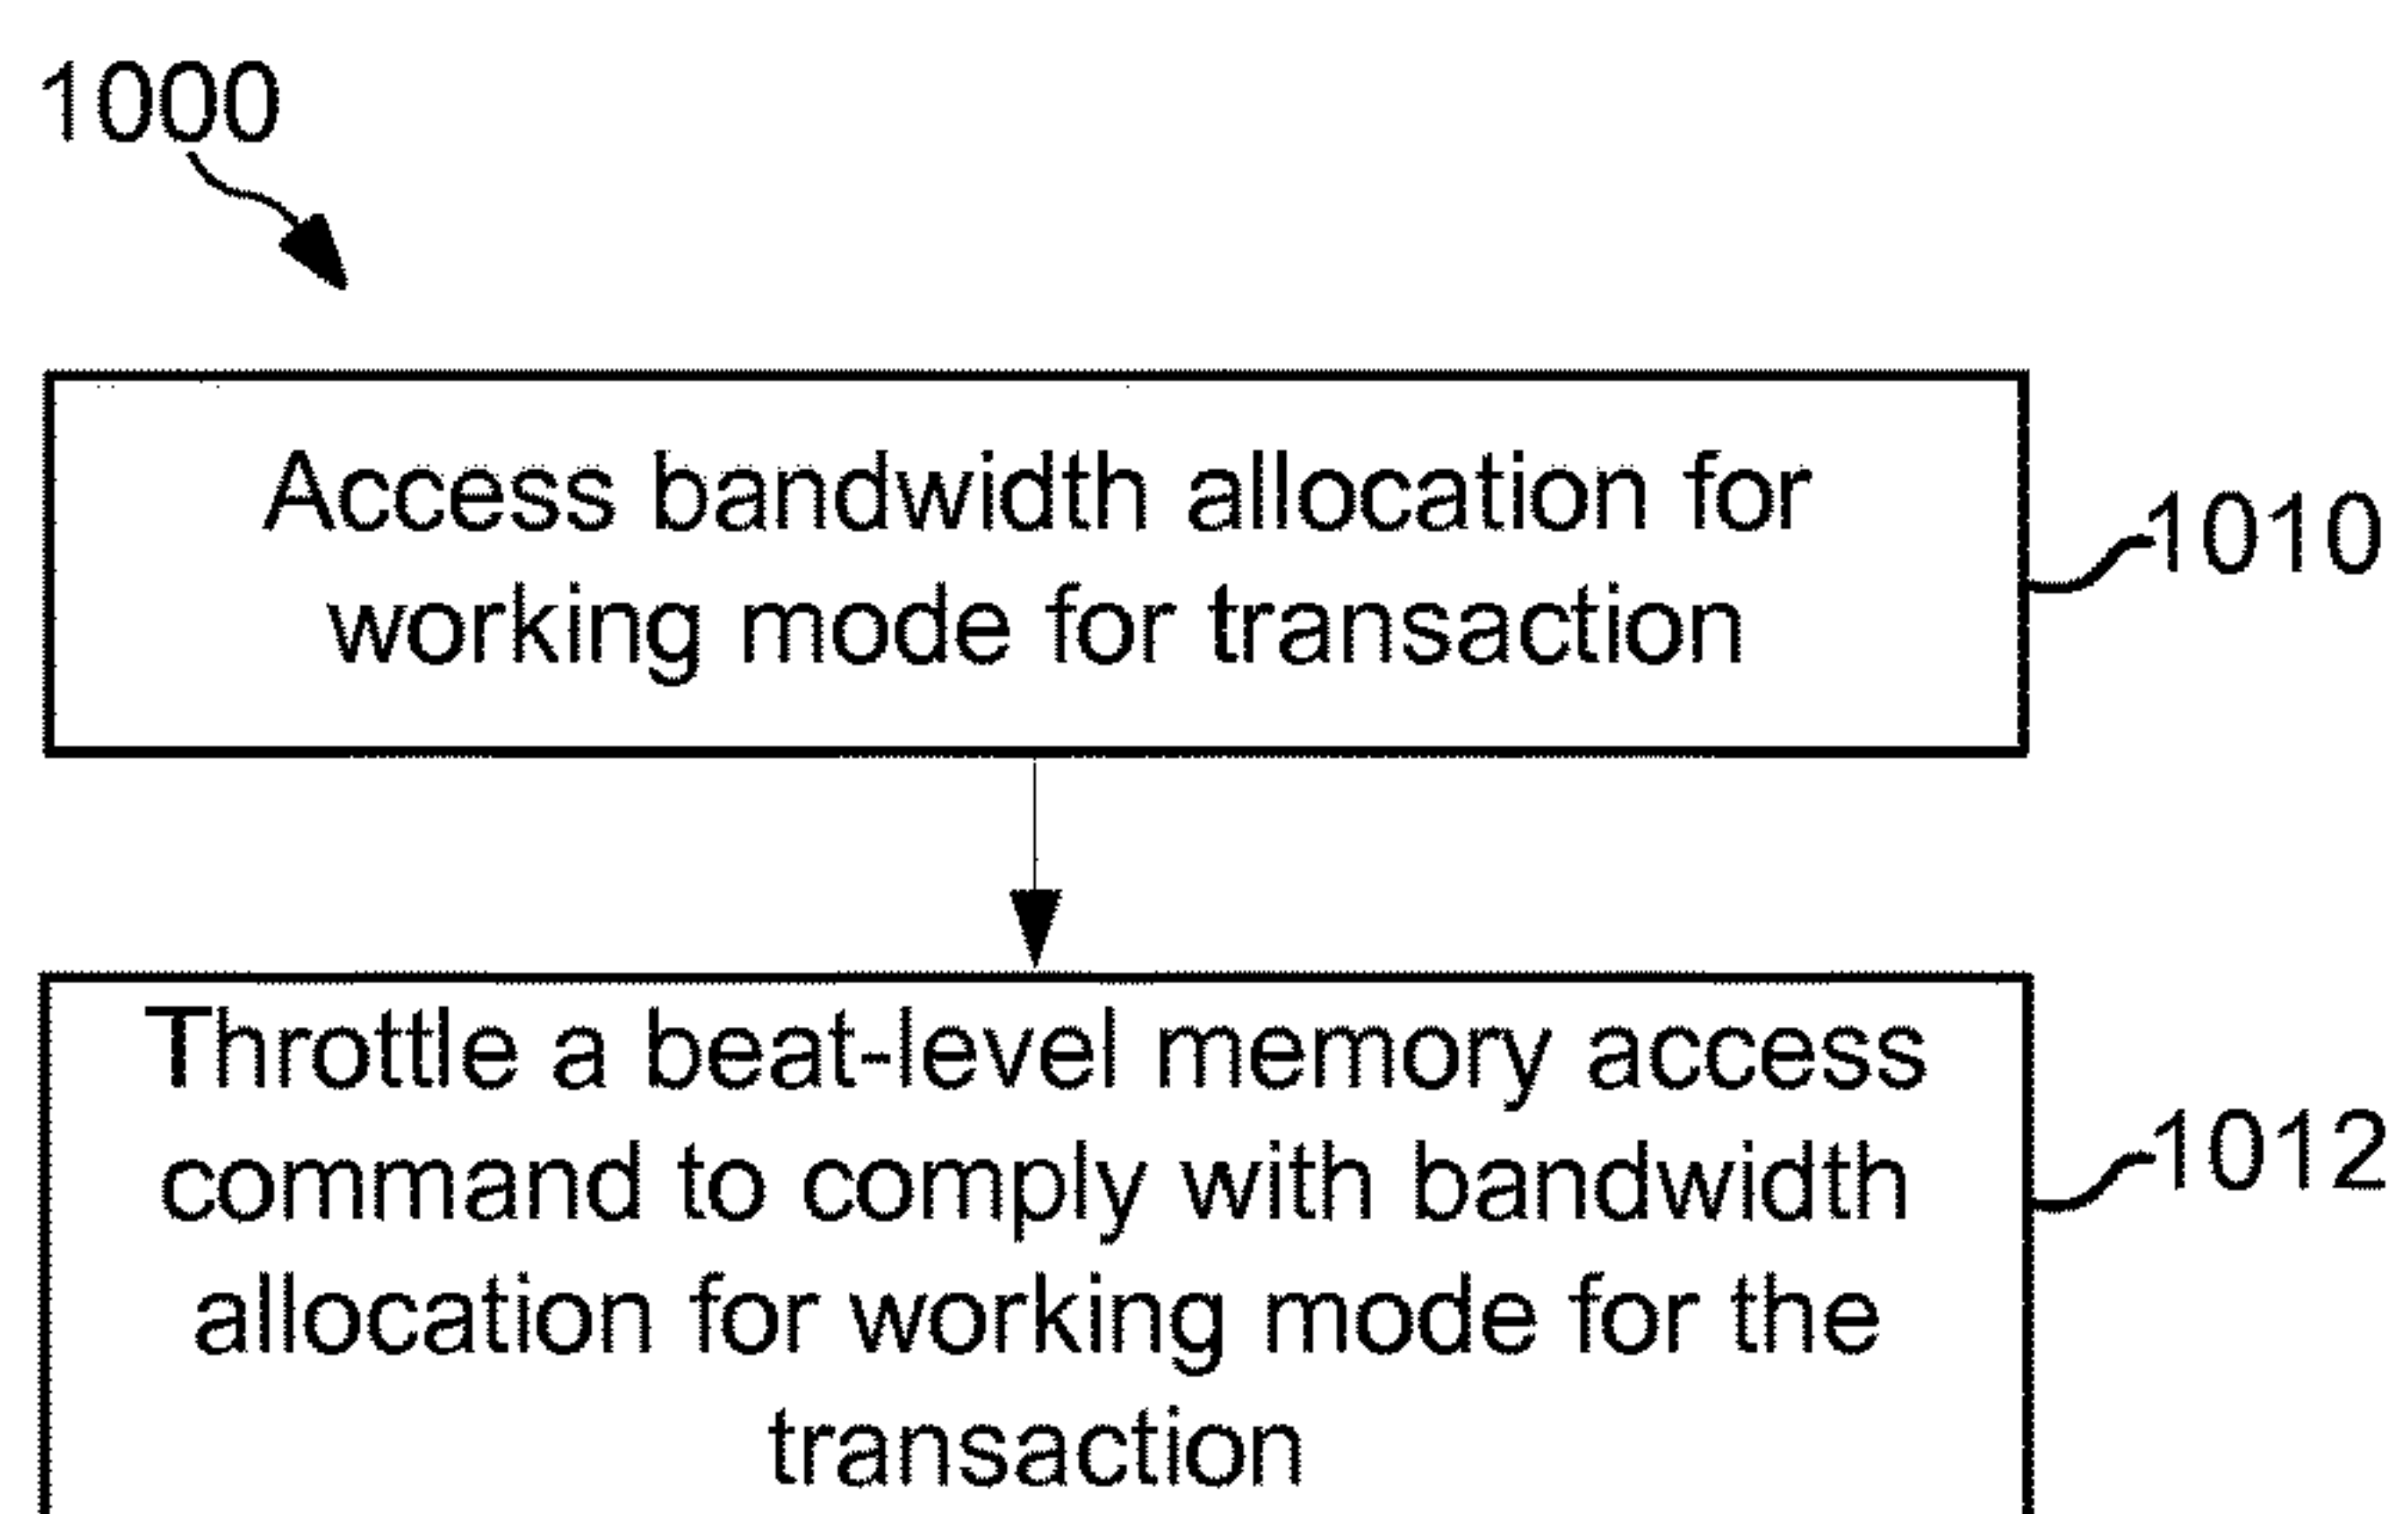 1000
Access bandwidth allocation for
working mode for transaction
1010
Throttle a beat-level memory access
command to comply with bandwidth
allocation for working mode for the
transaction
1012